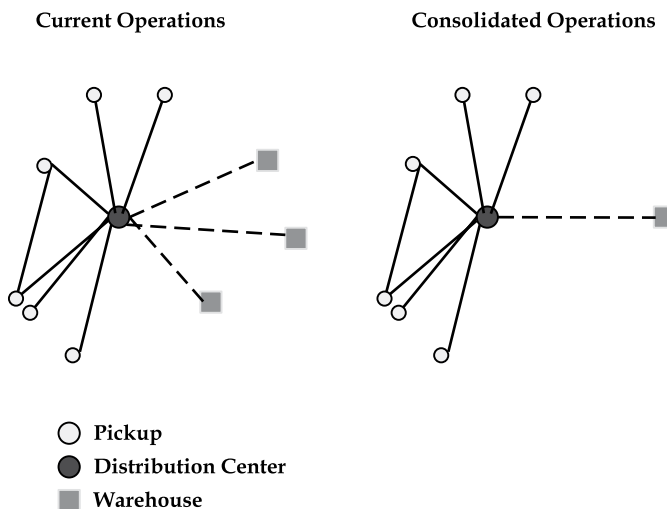 Current Operations
Consolidated Operations
Pickup
Distribution Center
Warehouse